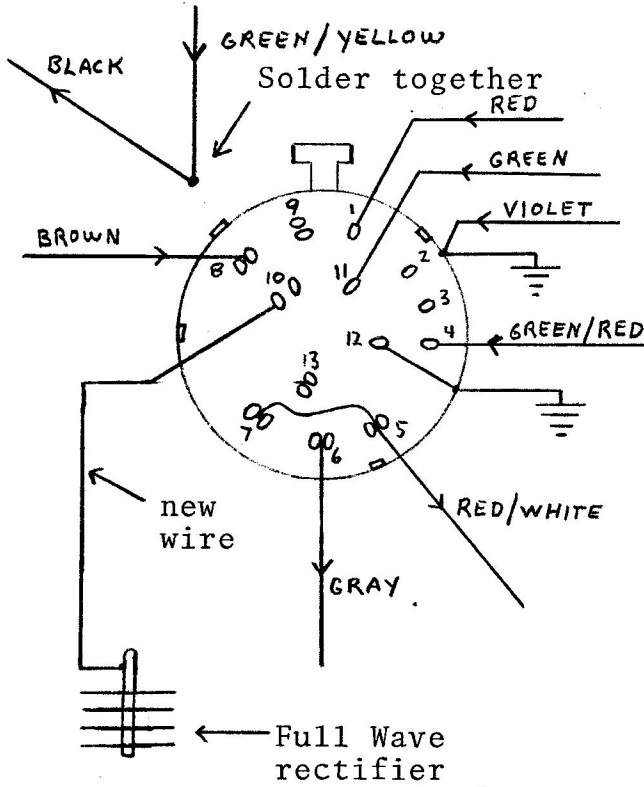 GREEN/YELLOW
BLACK
Solder together
RED
GREEN
VIOLET
BROWN
9
1
8
10
11
2
3
12
4
GREEN/RED
13
7
6
5
new
wire
RED/WHITE
GRAY
Full Wave
rectifier